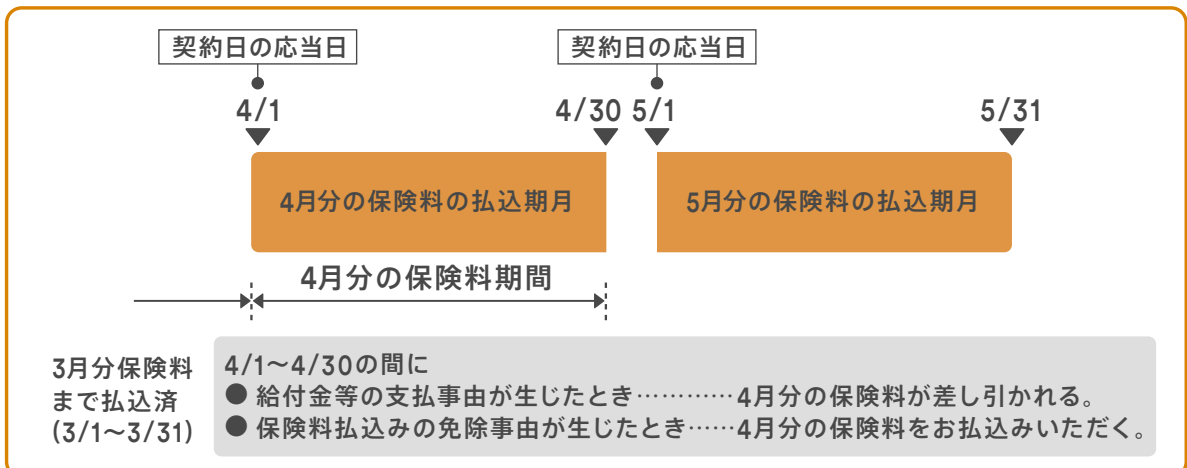 契約日の応当日 契約日の応当日
4/1 4/30 5/1 5/31
4月分の保険料の払込期月 5月分の保険料の払込期月
4月分の保険料期間
3月分保険料
まで払込済
(3/1〜3/31)
4/1〜4/30の間に
● 給付金等の支払事由が生じたとき…………4月分の保険料が差し引かれる。
● 保険料払込みの免除事由が生じたとき……4月分の保険料をお払込みいただく。